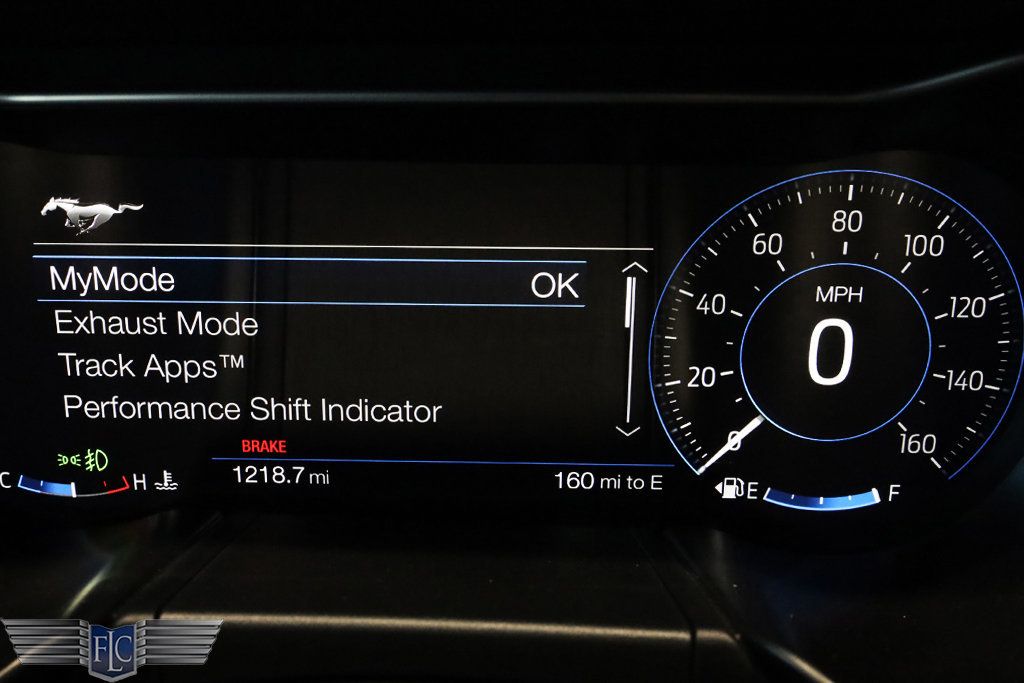 MyMode OK
Exhaust Mode
Track Apps™
Performance Shift Indicator
BRAKE
1218.7 mi 160 mi to E
C H
MPH
0
0 20 40 60 80 100 120 140 160
E F
FLC